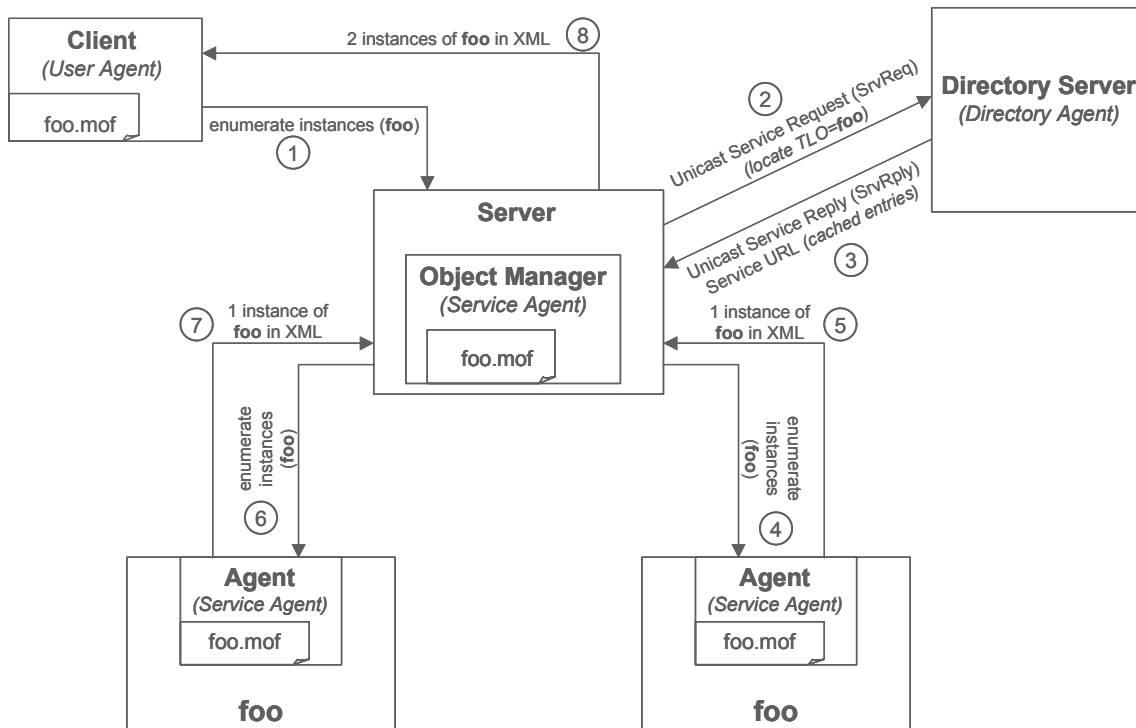 Client
(User Agent)
foo.mof
2 instances of foo in XML
8
enumerate instances (foo)
1
2
Unicast Service Request (SrvReq)
(locate TLO=foo)
Directory Server
(Directory Agent)
Unicast Service Reply (SrvRply)
Service URL (cached entries)
3
Server
Object Manager
(Service Agent)
foo.mof
7
1 instance of
foo in XML
1 instance of
foo in XML
5
enumerate
instances
(foo)
6
enumerate
instances
(foo)
4
Agent
(Service Agent)
foo.mof
foo
Agent
(Service Agent)
foo.mof
foo